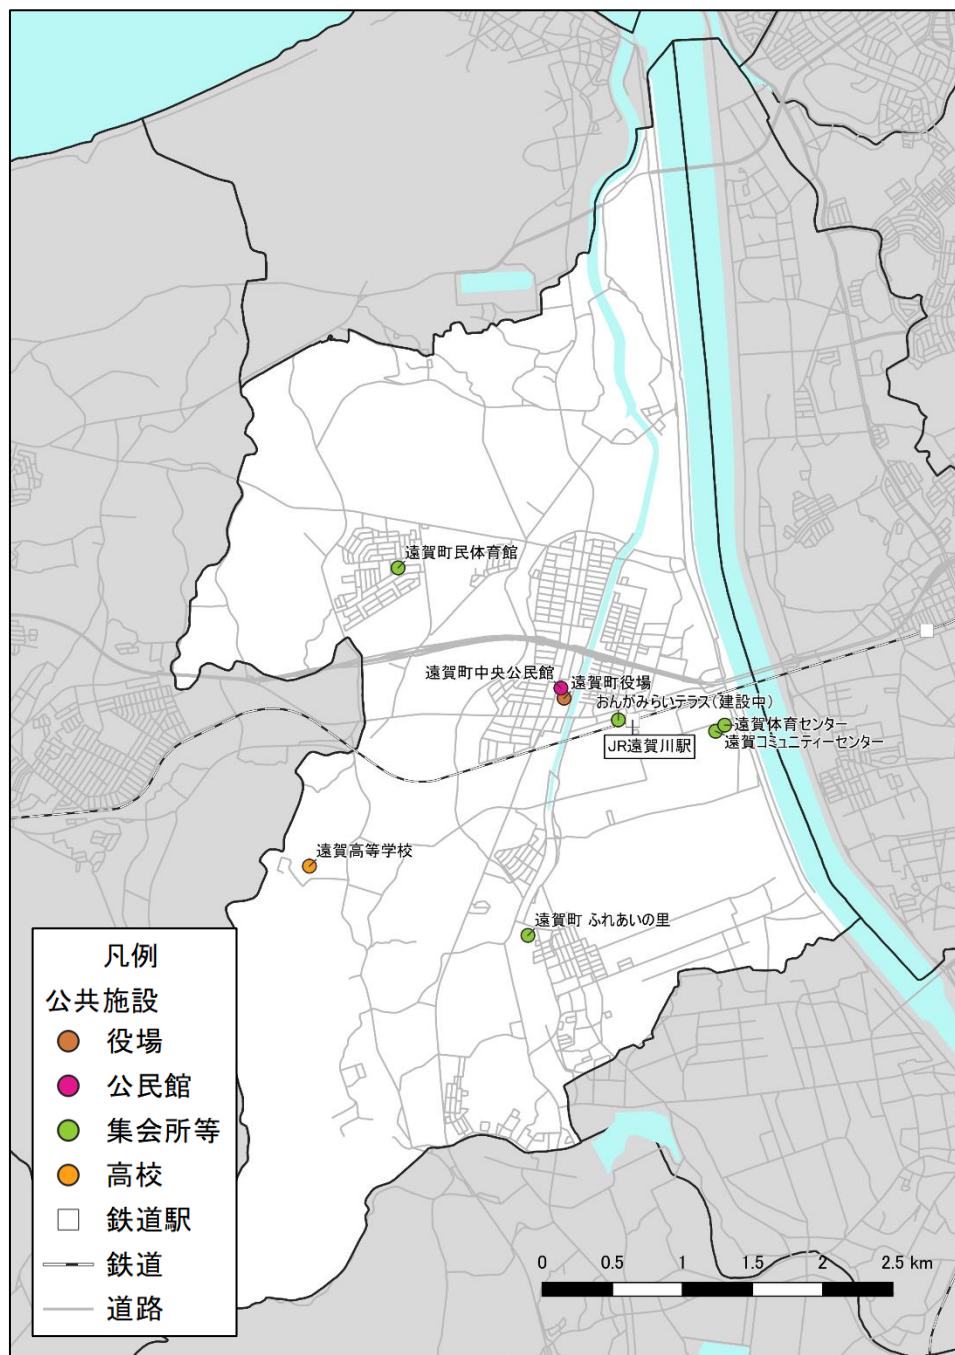 遠賀町民体育館
遠賀町中央公民館
遠賀町役場
おんがみらいテラス(建設中)
遠賀体育センター
遠賀コミュニティーセンター
JR遠賀川駅
遠賀高等学校
遠賀町 ふれあいの里
凡例
公共施設
役場
公民館
集会所等
高校
鉄道駅
鉄道
道路
0 0.5 1 1.5 2 2.5 km